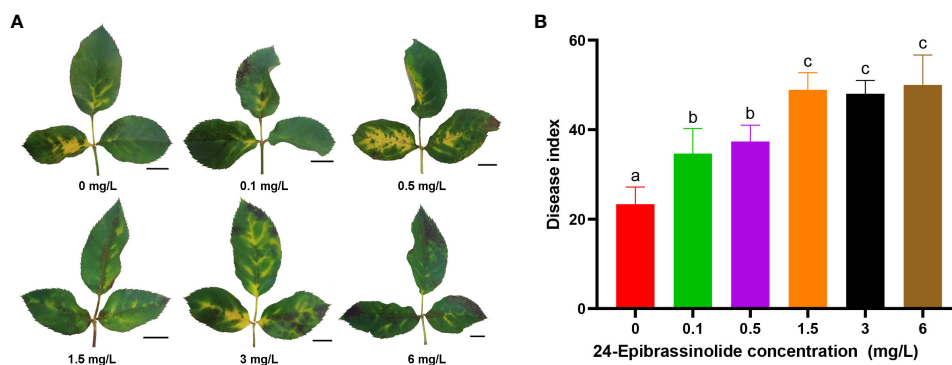 A
0 mg/L
0.1 mg/L
0.5 mg/L
1.5 mg/L
3 mg/L
6 mg/L
B
Disease index
60
40
20
0
a
b
b
c
c
c
0 0.1 0.5 1.5 3 6
24-Epibrassinolide concentration (mg/L)